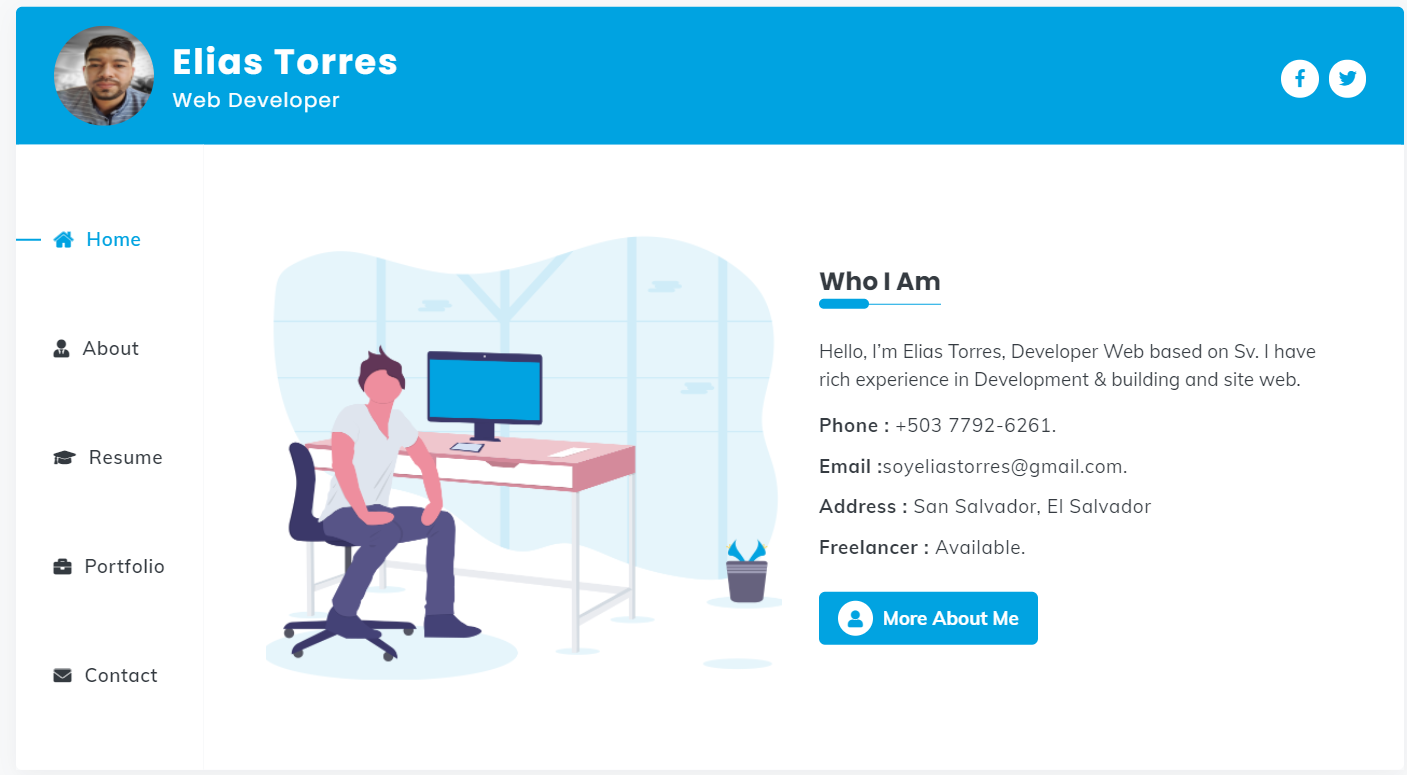 Elias Torres
Web Developer
Home
About
Resume
Portfolio
Contact
Who I Am
Hello, I’m Elias Torres, Developer Web based on Sv. I have
rich experience in Development & building and site web.
Phone : +503 7792-6261.
Email :soyeliastorres@gmail.com.
Address : San Salvador, El Salvador
Freelancer : Available.
More About Me